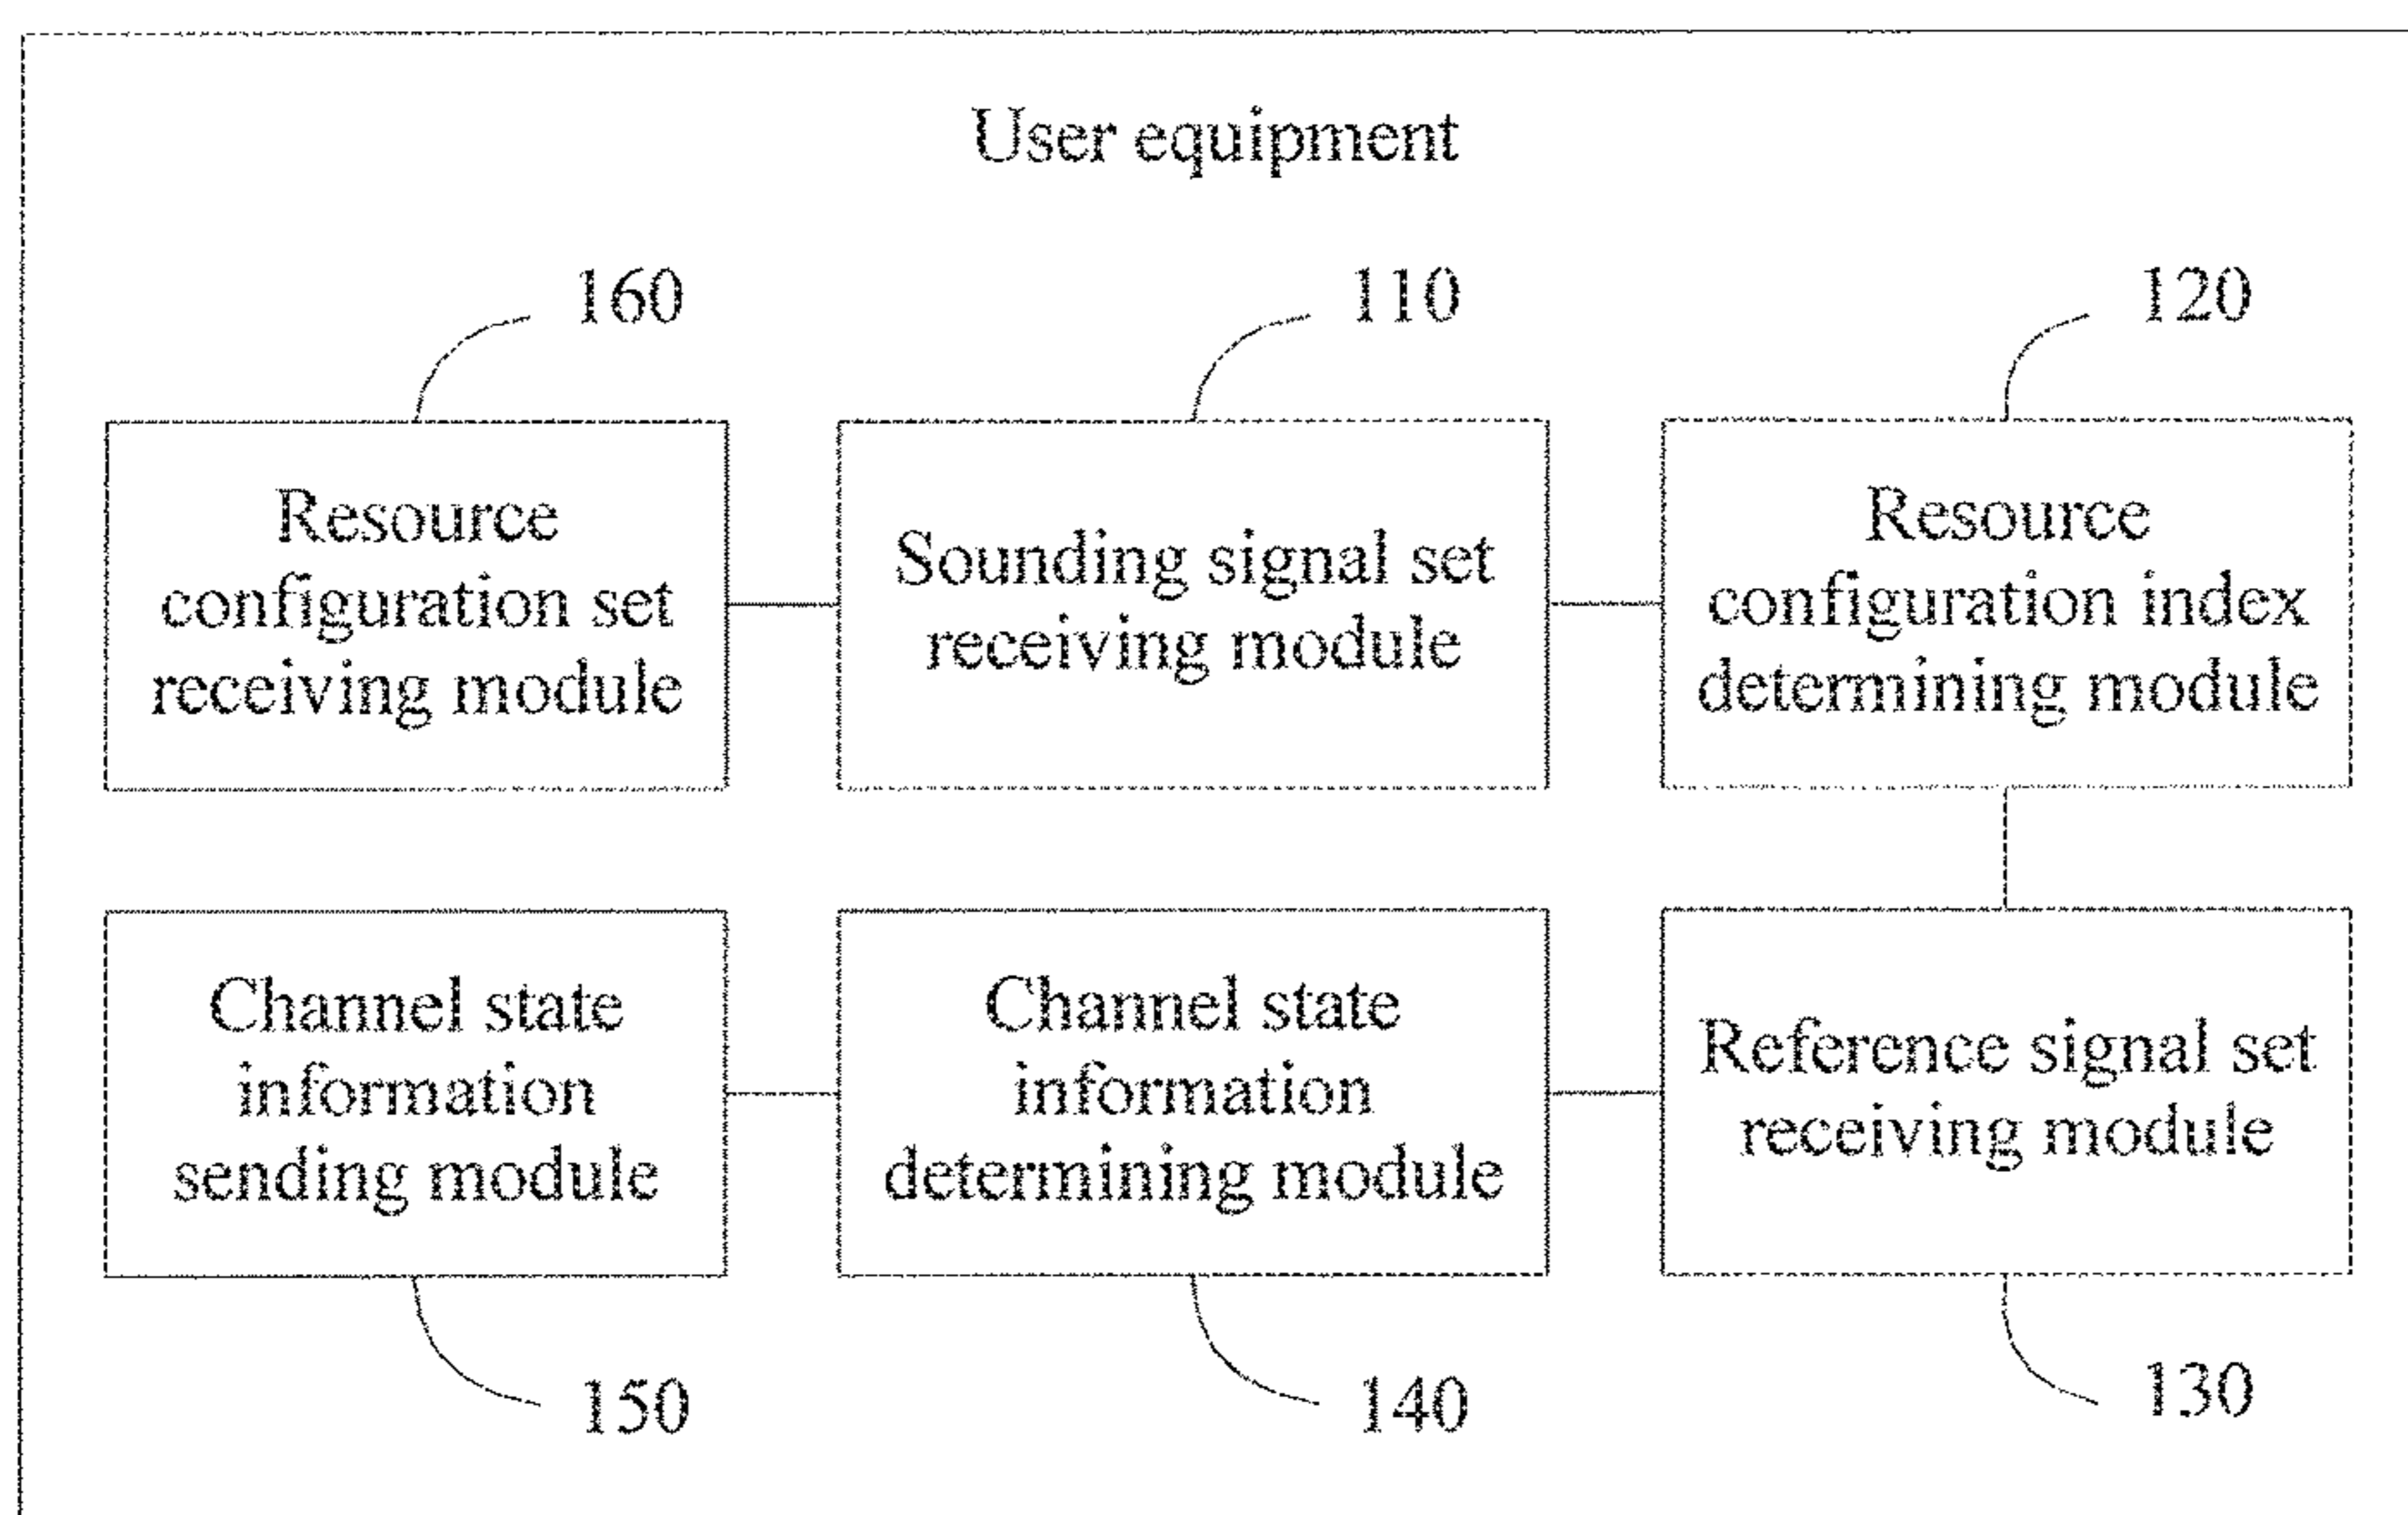 User equipment
160
110
120
Resource
configuration set
receiving module
Sounding signal set
receiving module
Resource
configuration index
determining module
Channel state
information
sending module
Channel state
information
determining module
Reference signal set
receiving module
150
140
130